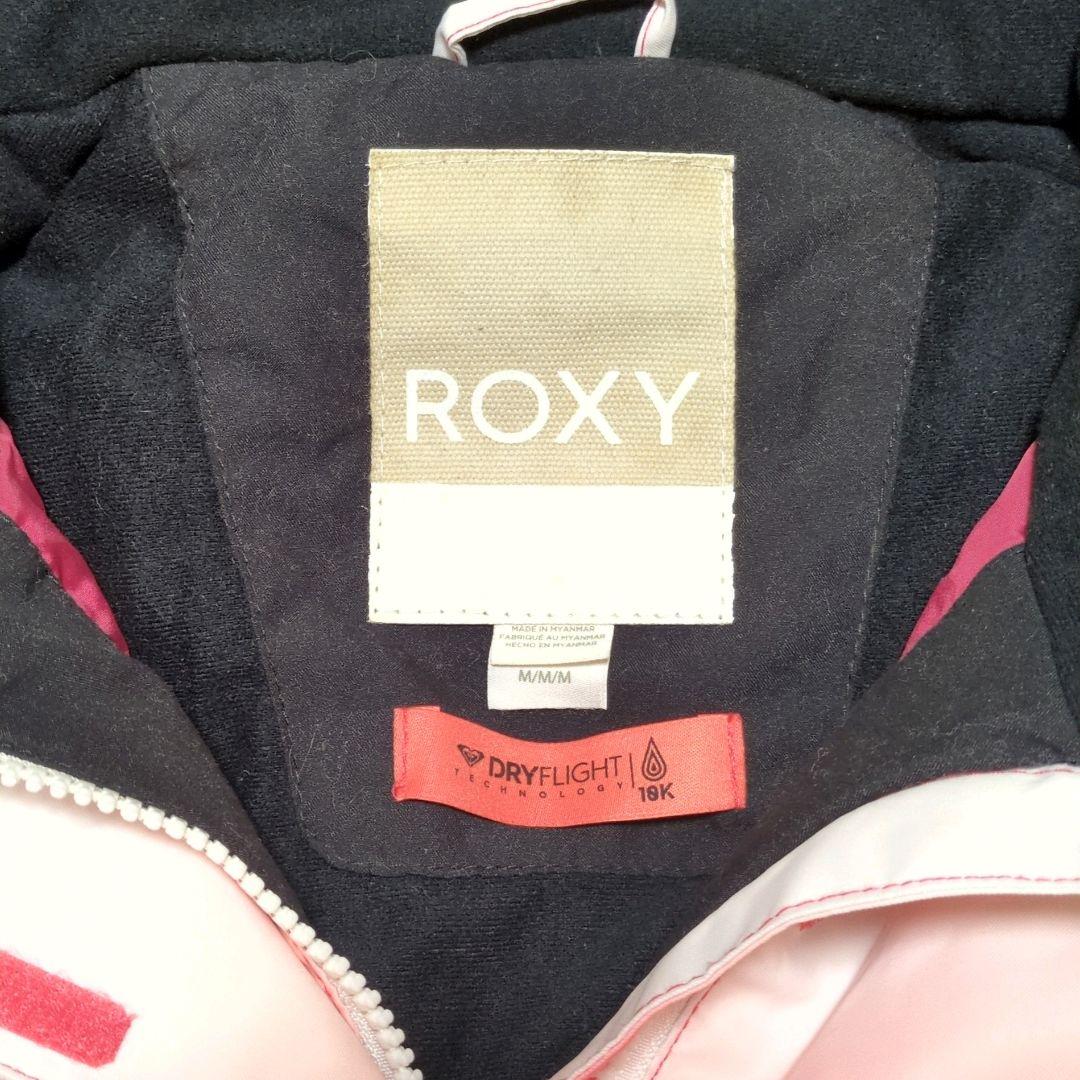 ROXY
MADE IN MYANMAR
FABRIQUÉ AU MYANMAR
HECHO EN MYANMAR
M/M/M
DRYFLIGHT
TECHNOLOGY
10K